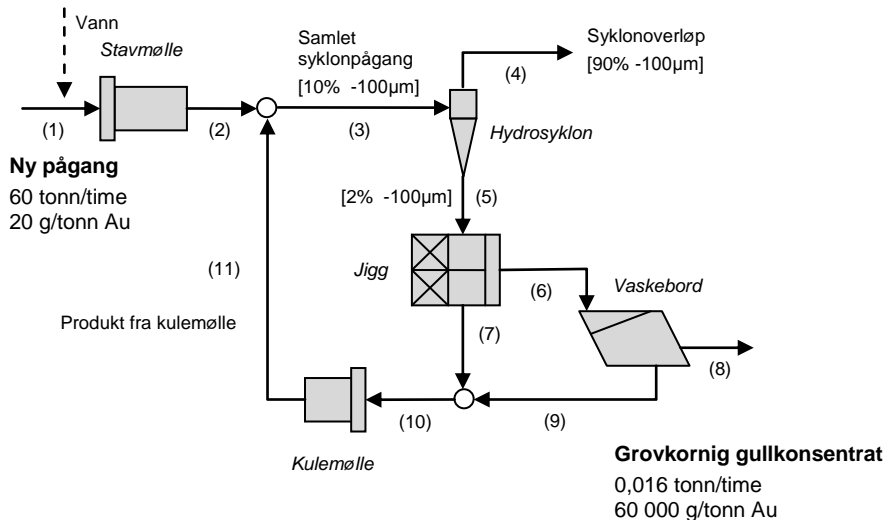 Vann
Stavmølle
Samlet
syklonpågang
[10% -100µm]
(4)
Syklonoverløp
[90% -100µm]
(1)
(2)
(3)
Hydrosyklon
Ny pågang
60 tonn/time
20 g/tonn Au
[2% -100µm]
(5)
(11)
Jigg
(6)
Vaskebord
Produkt fra kulemølle
(7)
(8)
(10)
(9)
Kulemølle
Grovkornig gullkonsentrat
0,016 tonn/time
60 000 g/tonn Au